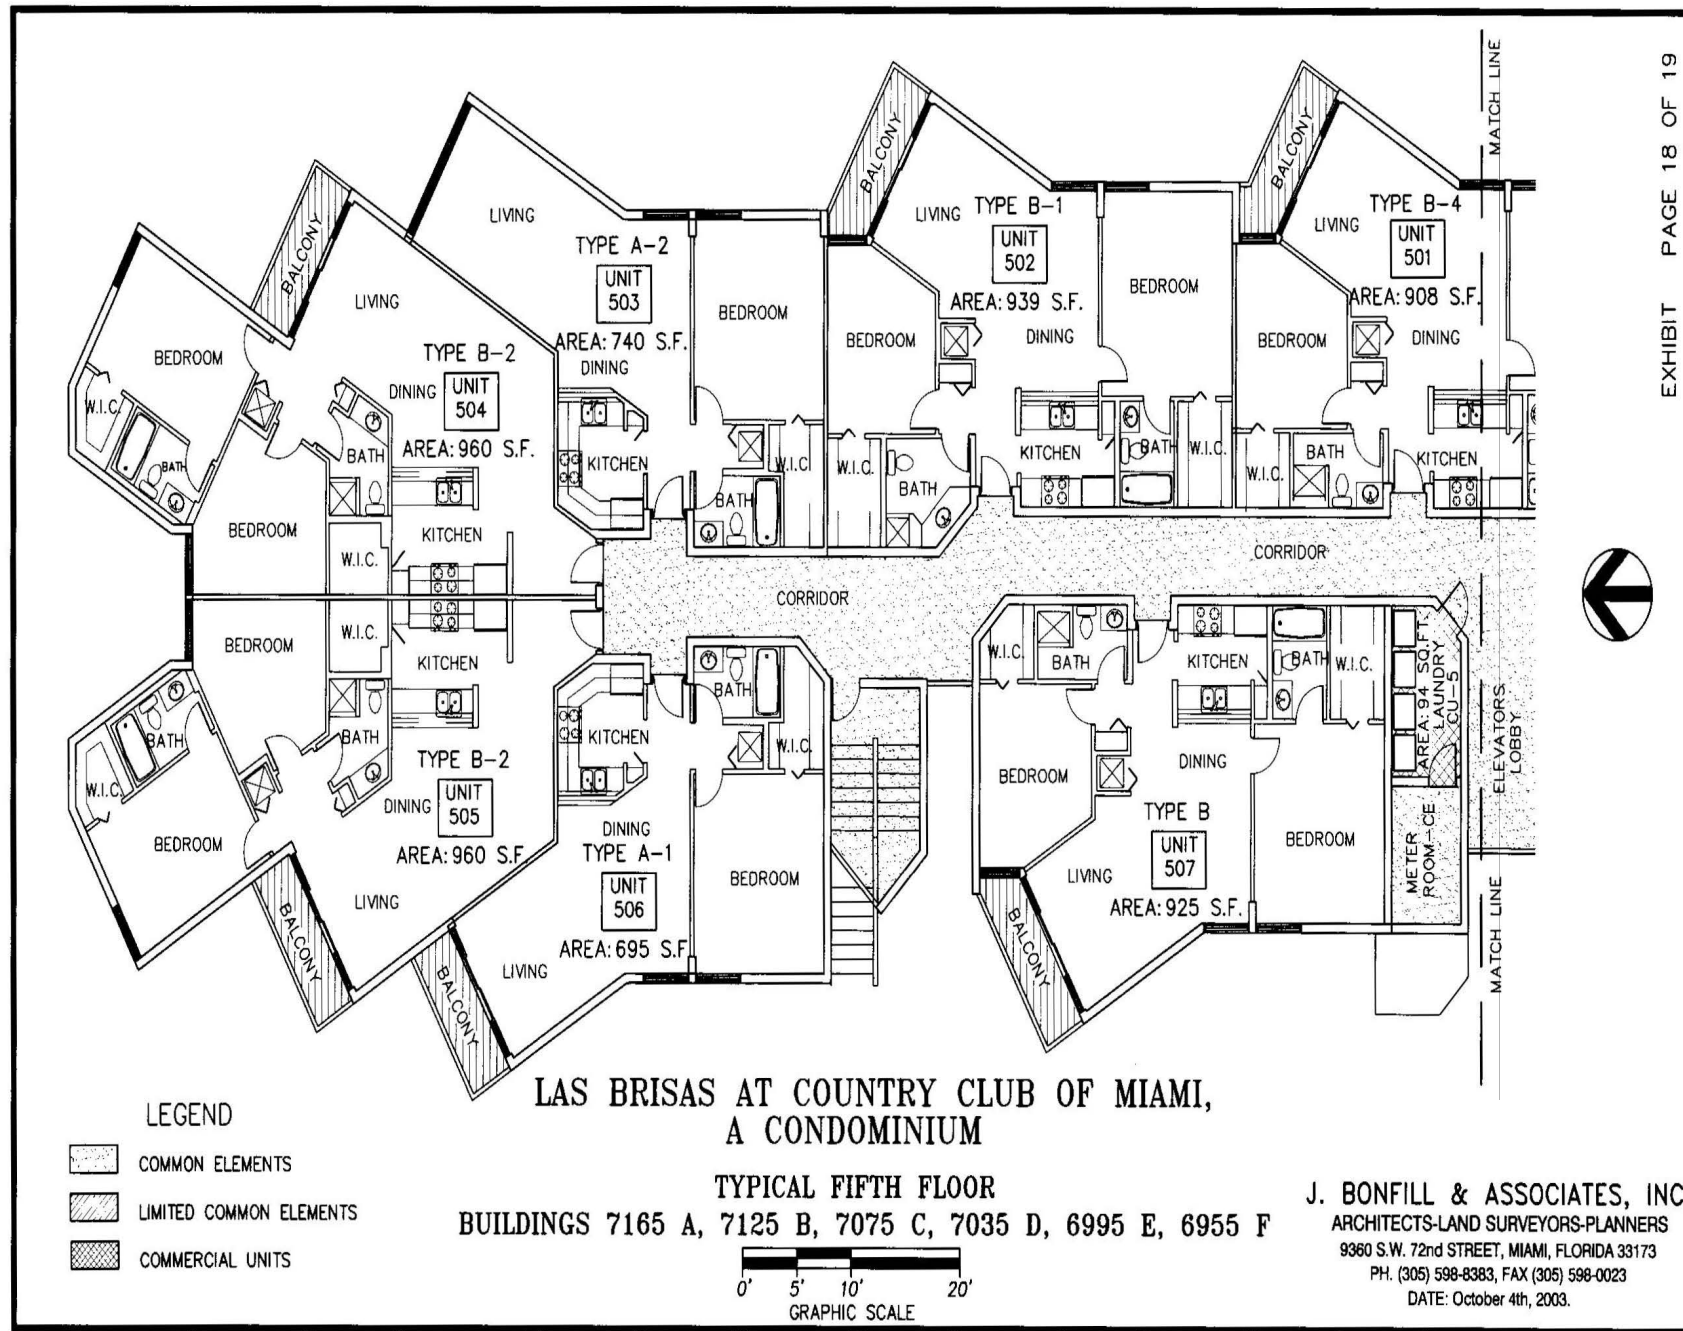 EXHIBIT PAGE 18 OF 19
MATCH LINE
BALCONY
LIVING
TYPE A-2
UNIT
503
AREA: 740 S.F.
DINING
KITCHEN
BEDROOM
W.I.C.
BATH
BALCONY
LIVING
TYPE B-1
UNIT
502
AREA: 939 S.F.
DINING
BEDROOM
BEDROOM
KITCHEN
W.I.C.
BATH
BATH
W.I.C.
BALCONY
LIVING
TYPE B-4
UNIT
501
AREA: 908 S.F.
DINING
BEDROOM
KITCHEN
W.I.C.
BATH
BALCONY
LIVING
TYPE B-2
UNIT
504
AREA: 960 S.F.
DINING
BEDROOM
W.I.C.
BATH
BATH
BEDROOM
KITCHEN
W.I.C.
CORRIDOR
CORRIDOR
W.I.C.
KITCHEN
BEDROOM
BATH
BATH
W.I.C.
BEDROOM
DINING
TYPE B-2
UNIT
505
AREA: 960 S.F.
LIVING
BALCONY
BATH
KITCHEN
W.I.C.
DINING
TYPE A-1
UNIT
506
AREA: 695 S.F.
BEDROOM
LIVING
BALCONY
W.I.C.
BATH
KITCHEN
BATH
W.I.C.
BEDROOM
DINING
TYPE B
UNIT
507
AREA: 925 S.F.
BEDROOM
LIVING
BALCONY
AREA: 94 SQ.FT.
LAUNDRY
CU-5
METER
ROOM-CE
ELEVATORS
LOBBY
MATCH LINE
LAS BRISAS AT COUNTRY CLUB OF MIAMI,
A CONDOMINIUM
TYPICAL FIFTH FLOOR
BUILDINGS 7165 A, 7125 B, 7075 C, 7035 D, 6995 E, 6955 F
0' 5' 10' 20'
GRAPHIC SCALE
LEGEND
COMMON ELEMENTS
LIMITED COMMON ELEMENTS
COMMERCIAL UNITS
J. BONFILL & ASSOCIATES, INC
ARCHITECTS-LAND SURVEYORS-PLANNERS
9360 S.W. 72nd STREET, MIAMI, FLORIDA 33173
PH. (305) 598-8383, FAX (305) 598-0023
DATE: October 4th, 2003.